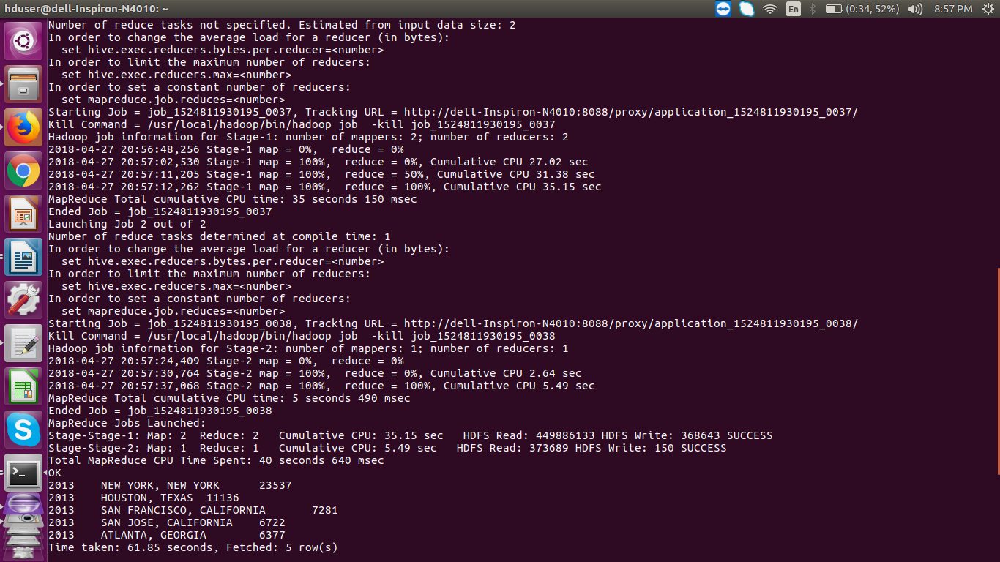 hduser@dell-Inspiron-N4010: ~
En
(0:34, 52%)
8:57 PM
Number of reduce tasks not specified. Estimated from input data size: 2
In order to change the average load for a reducer (in bytes):
  set hive.exec.reducers.bytes.per.reducer=<number>
In order to limit the maximum number of reducers:
  set hive.exec.reducers.max=<number>
In order to set a constant number of reducers:
  set mapreduce.job.reduces=<number>
Starting Job = job_1524811930195_0037, Tracking URL = http://dell-Inspiron-N4010:8088/proxy/application_1524811930195_0037/
Kill Command = /usr/local/hadoop/bin/hadoop job  -kill job_1524811930195_0037
Hadoop job information for Stage-1: number of mappers: 2; number of reducers: 2
2018-04-27 20:56:48,256 Stage-1 map = 0%,  reduce = 0%
2018-04-27 20:57:02,530 Stage-1 map = 100%,  reduce = 0%, Cumulative CPU 27.02 sec
2018-04-27 20:57:11,205 Stage-1 map = 100%,  reduce = 50%, Cumulative CPU 31.38 sec
2018-04-27 20:57:12,262 Stage-1 map = 100%,  reduce = 100%, Cumulative CPU 35.15 sec
MapReduce Total cumulative CPU time: 35 seconds 150 msec
Ended Job = job_1524811930195_0037
Launching Job 2 out of 2
Number of reduce tasks determined at compile time: 1
In order to change the average load for a reducer (in bytes):
  set hive.exec.reducers.bytes.per.reducer=<number>
In order to limit the maximum number of reducers:
  set hive.exec.reducers.max=<number>
In order to set a constant number of reducers:
  set mapreduce.job.reduces=<number>
Starting Job = job_1524811930195_0038, Tracking URL = http://dell-Inspiron-N4010:8088/proxy/application_1524811930195_0038/
Kill Command = /usr/local/hadoop/bin/hadoop job  -kill job_1524811930195_0038
Hadoop job information for Stage-2: number of mappers: 1; number of reducers: 1
2018-04-27 20:57:24,409 Stage-2 map = 0%,  reduce = 0%
2018-04-27 20:57:30,764 Stage-2 map = 100%,  reduce = 0%, Cumulative CPU 2.64 sec
2018-04-27 20:57:37,068 Stage-2 map = 100%,  reduce = 100%, Cumulative CPU 5.49 sec
MapReduce Total cumulative CPU time: 5 seconds 490 msec
Ended Job = job_1524811930195_0038
MapReduce Jobs Launched:
Stage-Stage-1: Map: 2  Reduce: 2   Cumulative CPU: 35.15 sec   HDFS Read: 449886133 HDFS Write: 368643 SUCCESS
Stage-Stage-2: Map: 1  Reduce: 1   Cumulative CPU: 5.49 sec   HDFS Read: 373689 HDFS Write: 150 SUCCESS
Total MapReduce CPU Time Spent: 40 seconds 640 msec
OK
2013    NEW YORK, NEW YORK      23537
2013    HOUSTON, TEXAS  11136
2013    SAN FRANCISCO, CALIFORNIA       7281
2013    SAN JOSE, CALIFORNIA    6722
2013    ATLANTA, GEORGIA        6377
Time taken: 61.85 seconds, Fetched: 5 row(s)